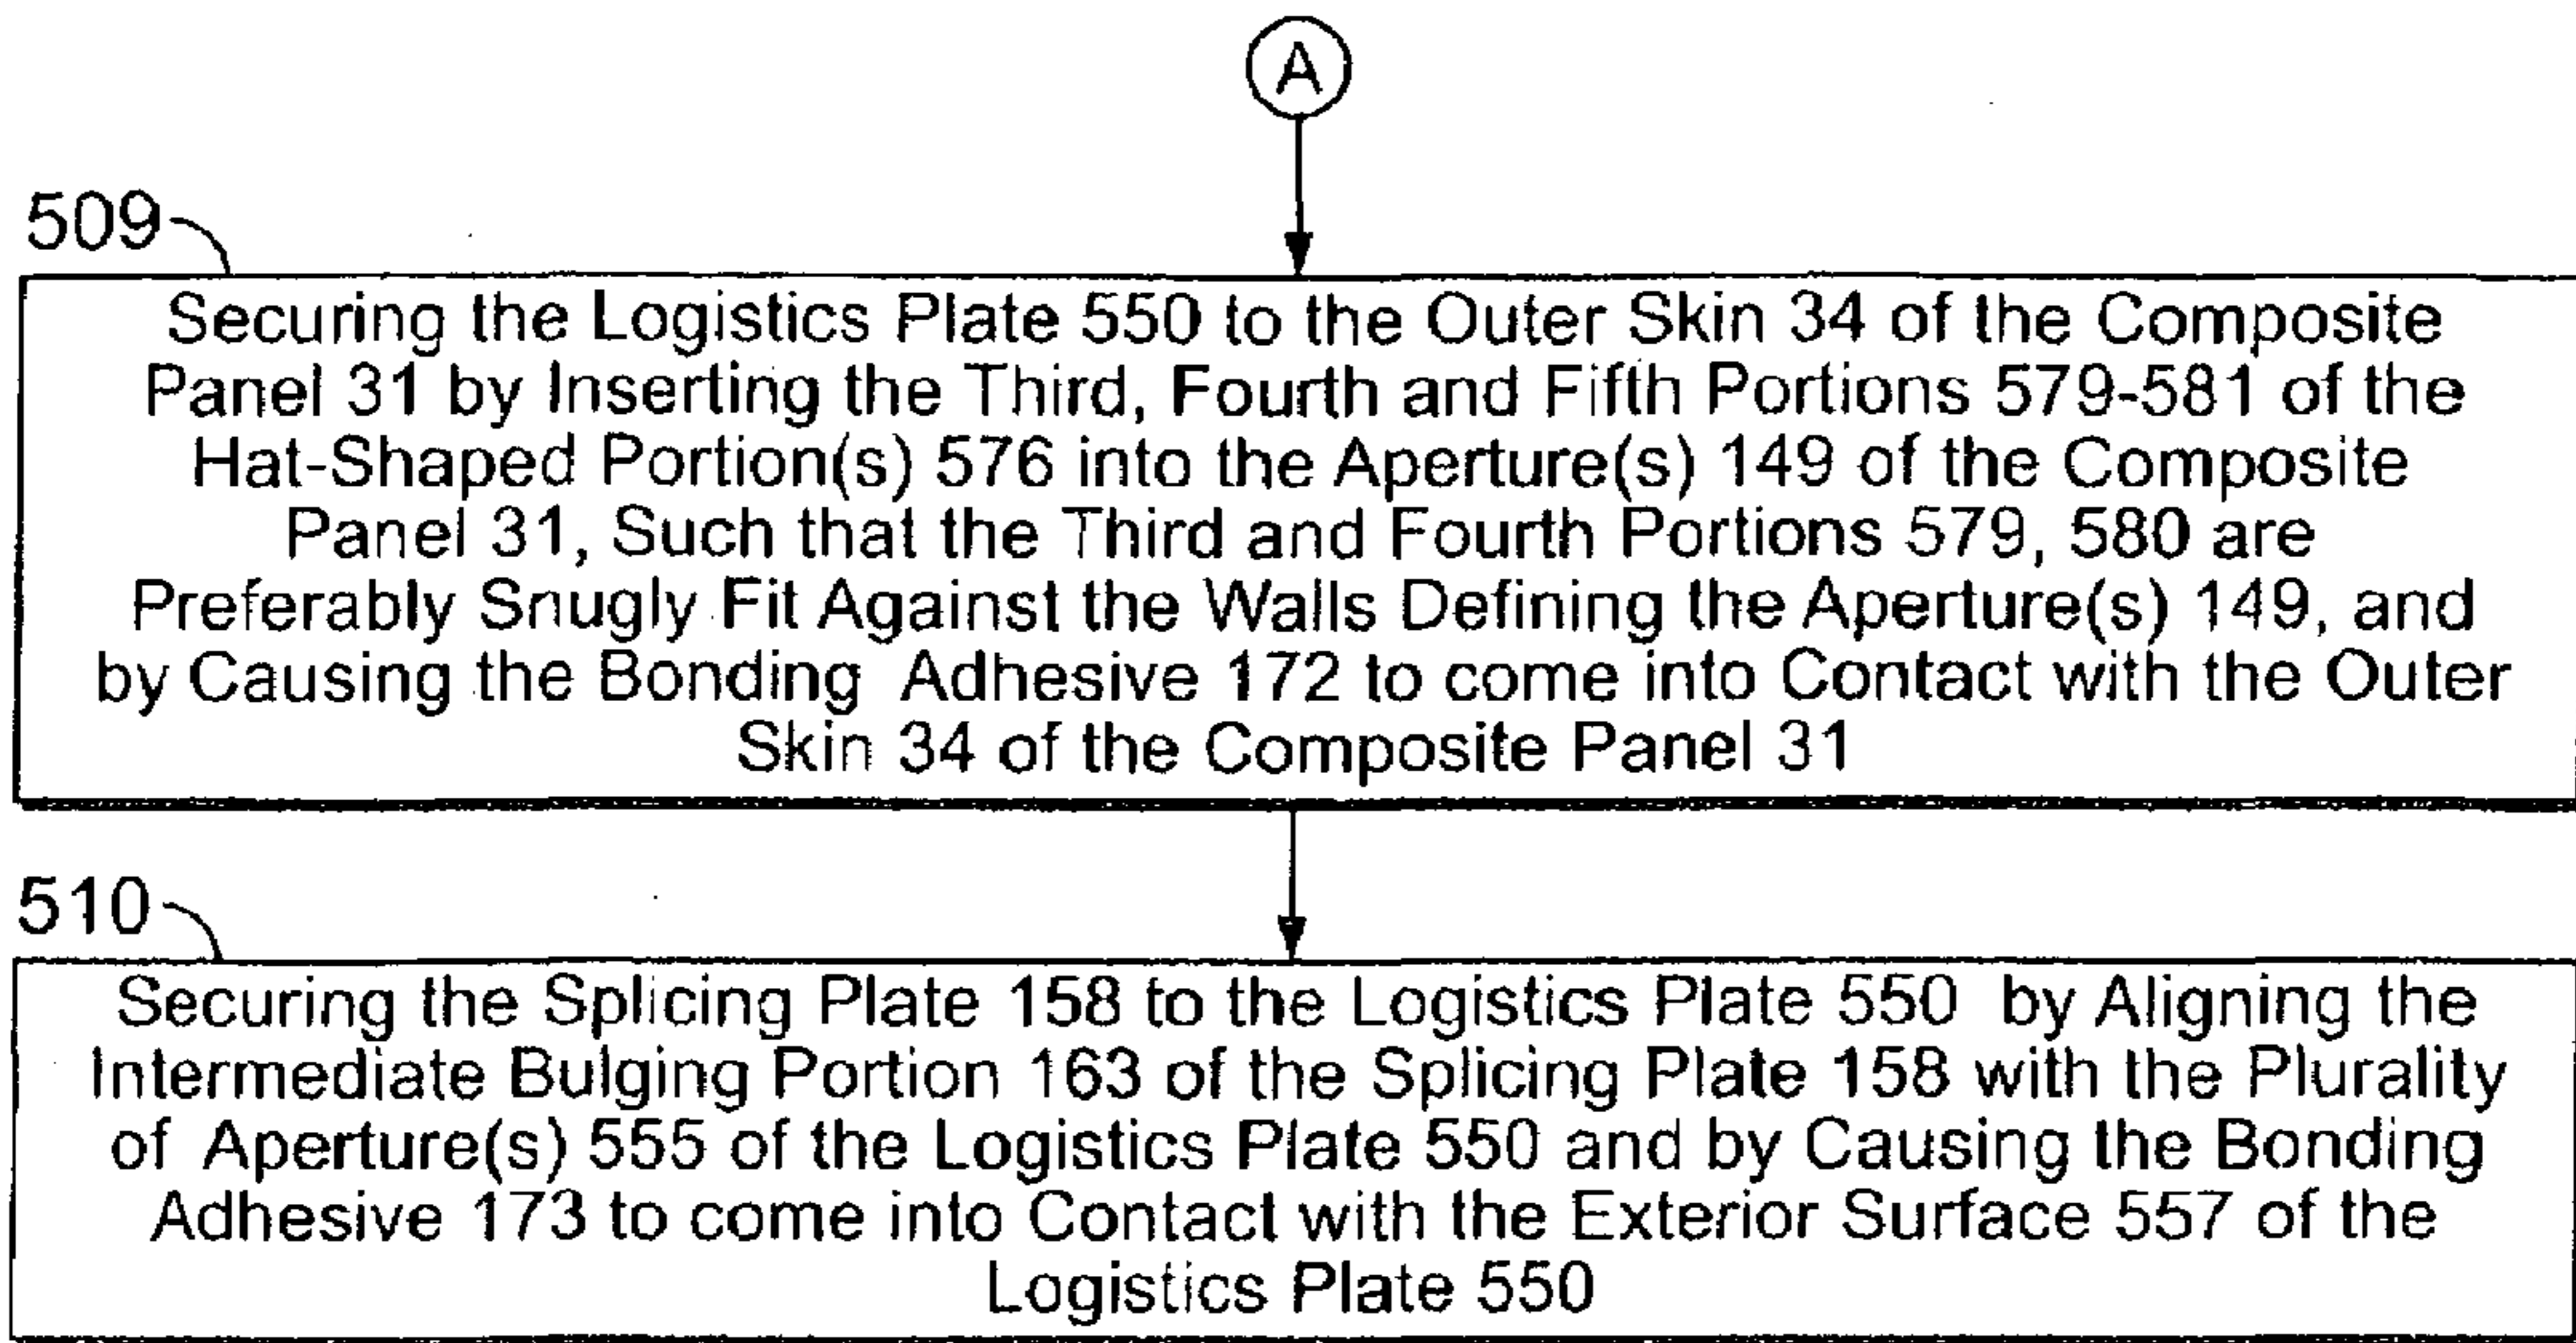 A
509
Securing the Logistics Plate 550 to the Outer Skin 34 of the Composite
Panel 31 by Inserting the Third, Fourth and Fifth Portions 579-581 of the
Hat-Shaped Portion(s) 576 into the Aperture(s) 149 of the Composite
Panel 31, Such that the Third and Fourth Portions 579, 580 are
Preferably Snugly Fit Against the Walls Defining the Aperture(s) 149, and
by Causing the Bonding Adhesive 172 to come into Contact with the Outer
Skin 34 of the Composite Panel 31
510
Securing the Splicing Plate 158 to the Logistics Plate 550 by Aligning the
Intermediate Bulging Portion 163 of the Splicing Plate 158 with the Plurality
of Aperture(s) 555 of the Logistics Plate 550 and by Causing the Bonding
Adhesive 173 to come into Contact with the Exterior Surface 557 of the
Logistics Plate 550